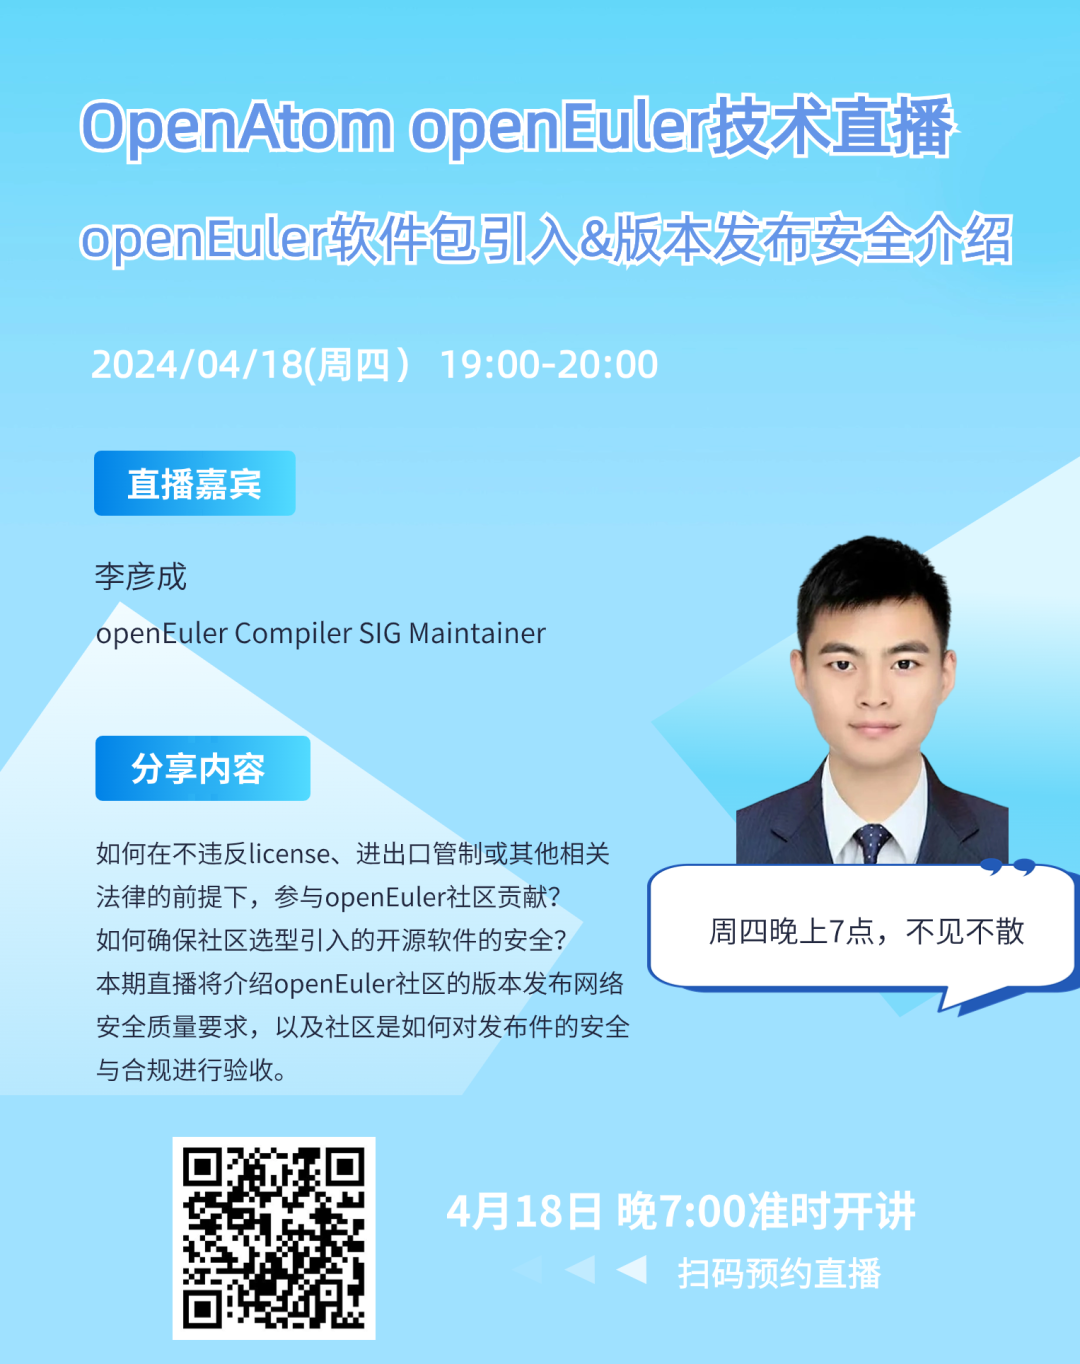 OpenAtom openEuler技术直播
openEuler软件包引入&版本发布安全介绍
2024/04/18(周四） 19:00-20:00
直播嘉宾
李彦成
openEuler Compiler SIG Maintainer
分享内容
如何在不违反license、进出口管制或其他相关
法律的前提下，参与openEuler社区贡献？
如何确保社区选型引入的开源软件的安全？
本期直播将介绍openEuler社区的版本发布网络
安全质量要求，以及社区是如何对发布件的安全
与合规进行验收。
周四晚上7点，不见不散
4月18日 晚7:00准时开讲
扫码预约直播